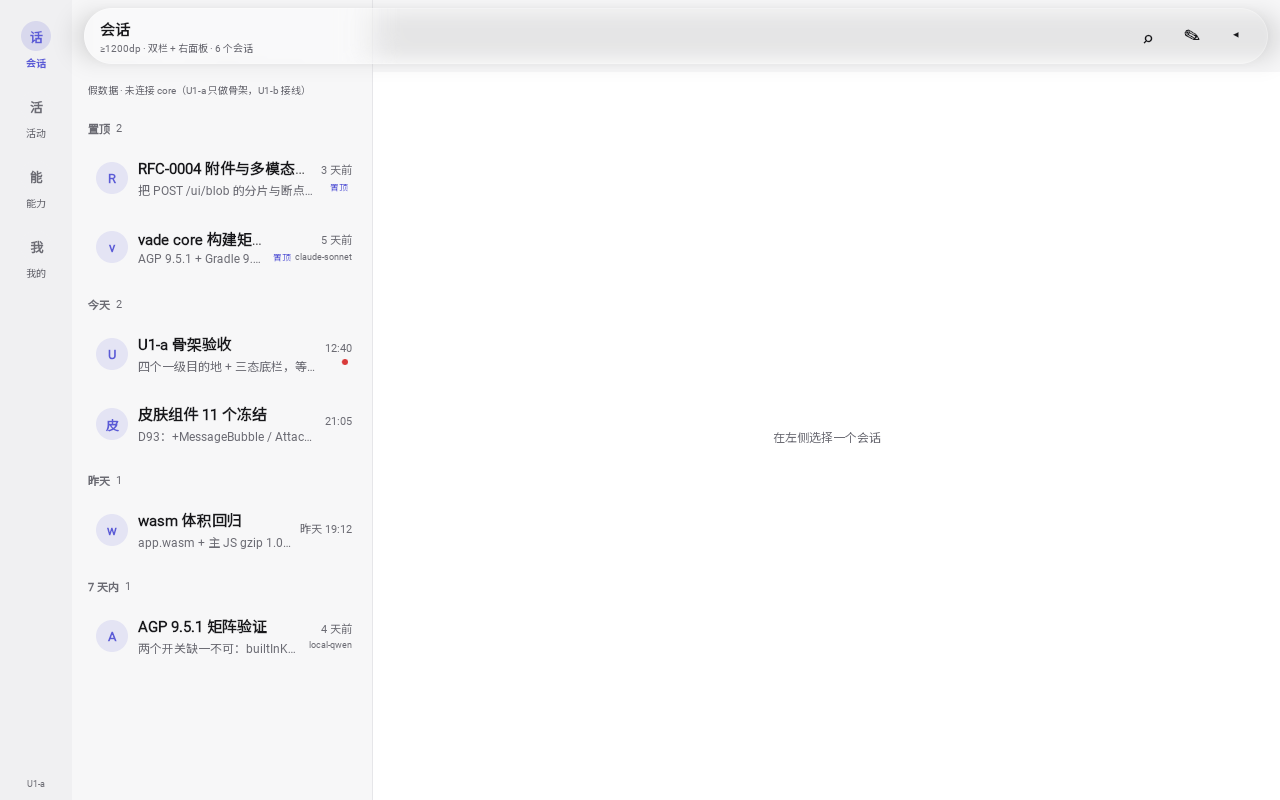 话
会话
活
活动
能
能力
我
我的
U1-a
会话
≥1200dp · 双栏 + 右面板 · 6 个会话
假数据 · 未连接 core（U1-a 只做骨架，U1-b 接线）
置顶 2
R
RFC-0004 附件与多模态...
3 天前
把 POST /ui/blob 的分片与断点...
置顶
v
vade core 构建矩...
5 天前
AGP 9.5.1 + Gradle 9....
置顶 claude-sonnet
今天 2
U
U1-a 骨架验收
12:40
四个一级目的地 + 三态底栏，等...
皮
皮肤组件 11 个冻结
21:05
D93：+MessageBubble / Attac...
昨天 1
w
wasm 体积回归
昨天 19:12
app.wasm + 主 JS gzip 1.0...
7 天内 1
A
AGP 9.5.1 矩阵验证
4 天前
两个开关缺一不可：builtInK...
local-qwen
在左侧选择一个会话